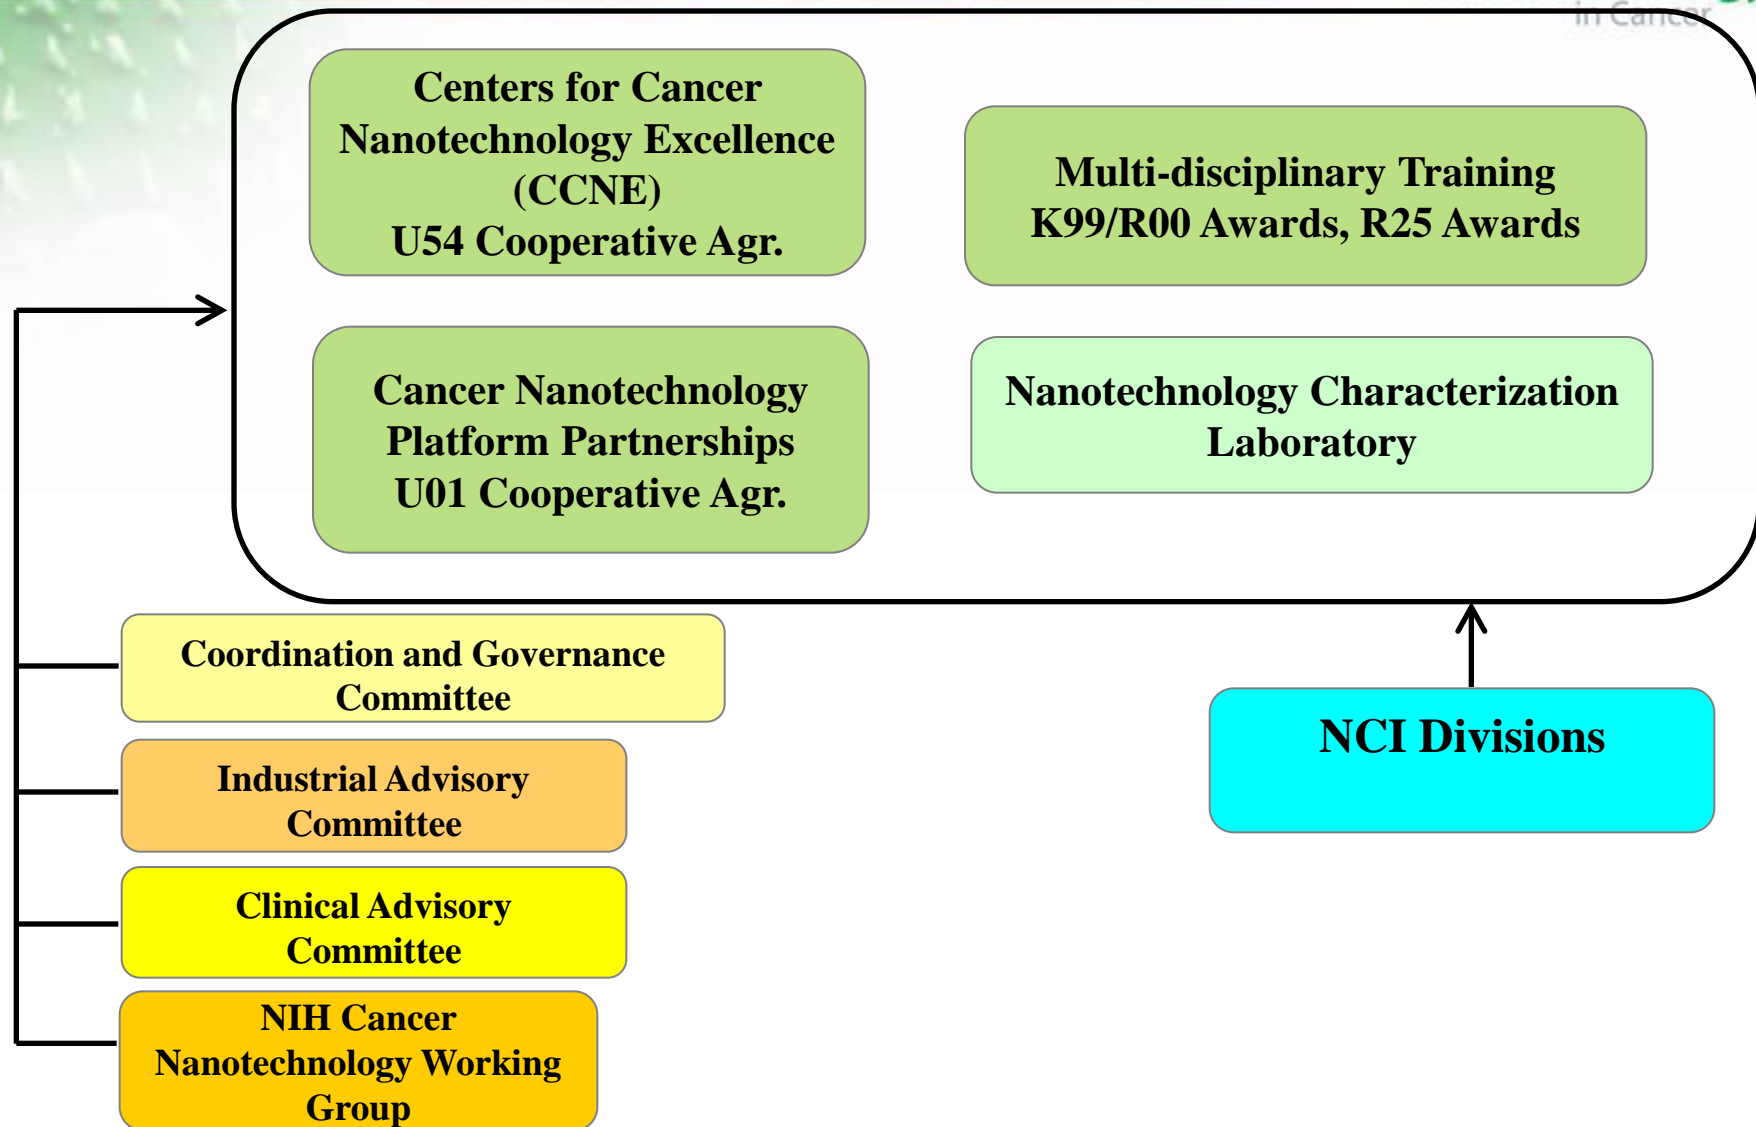 in Cancer
Centers for Cancer
Nanotechnology Excellence
(CCNE)
U54 Cooperative Agr.
Multi-disciplinary Training
K99/R00 Awards, R25 Awards
Cancer Nanotechnology
Platform Partnerships
U01 Cooperative Agr.
Nanotechnology Characterization
Laboratory
Coordination and Governance
Committee
Industrial Advisory
Committee
Clinical Advisory
Committee
NIH Cancer
Nanotechnology Working
Group
NCI Divisions